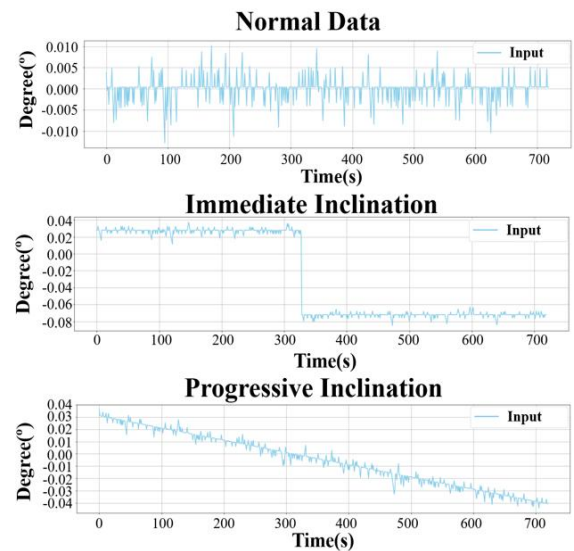 Normal Data
0.010
0.005
0.000
-0.005
-0.010
Degree(°)
Input
0 100 200 300 400 500 600 700
Time(s)
Immediate Inclination
0.04
0.02
0.00
-0.02
-0.04
-0.06
-0.08
Degree(°)
Input
0 100 200 300 400 500 600 700
Time(s)
Progressive Inclination
0.04
0.03
0.02
0.01
0.00
-0.01
-0.02
-0.03
-0.04
Degree(°)
Input
0 100 200 300 400 500 600 700
Time(s)